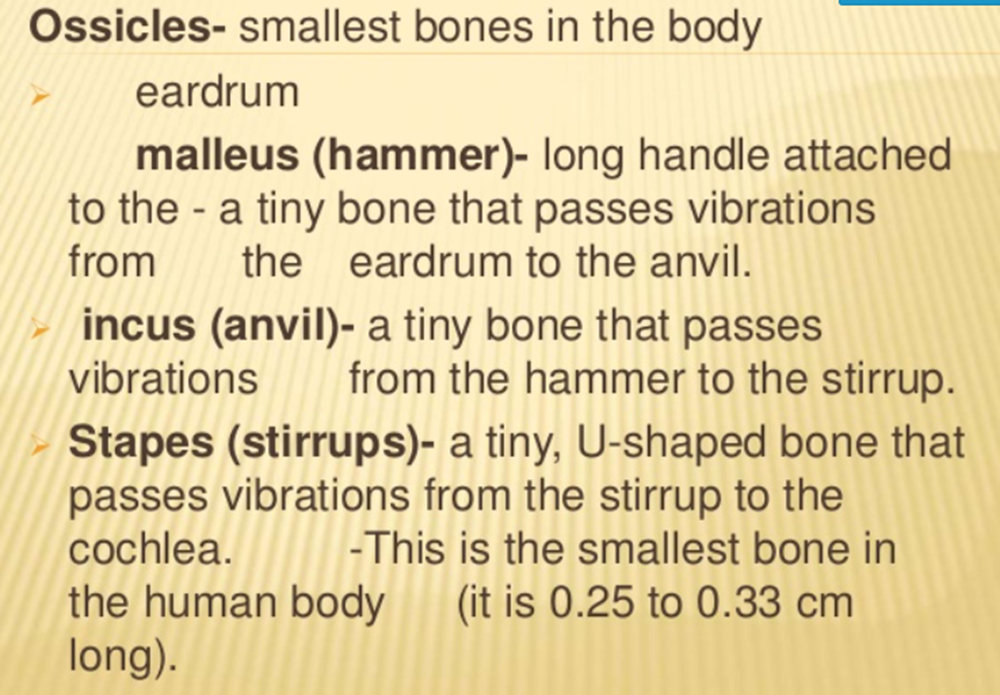 Ossicles- smallest bones in the body
➢ eardrum
malleus (hammer)- long handle attached
to the - a tiny bone that passes vibrations
from the eardrum to the anvil.
➢ incus (anvil)- a tiny bone that passes
vibrations from the hammer to the stirrup.
➢ Stapes (stirrups)- a tiny, U-shaped bone that
passes vibrations from the stirrup to the
cochlea. -This is the smallest bone in
the human body (it is 0.25 to 0.33 cm
long).